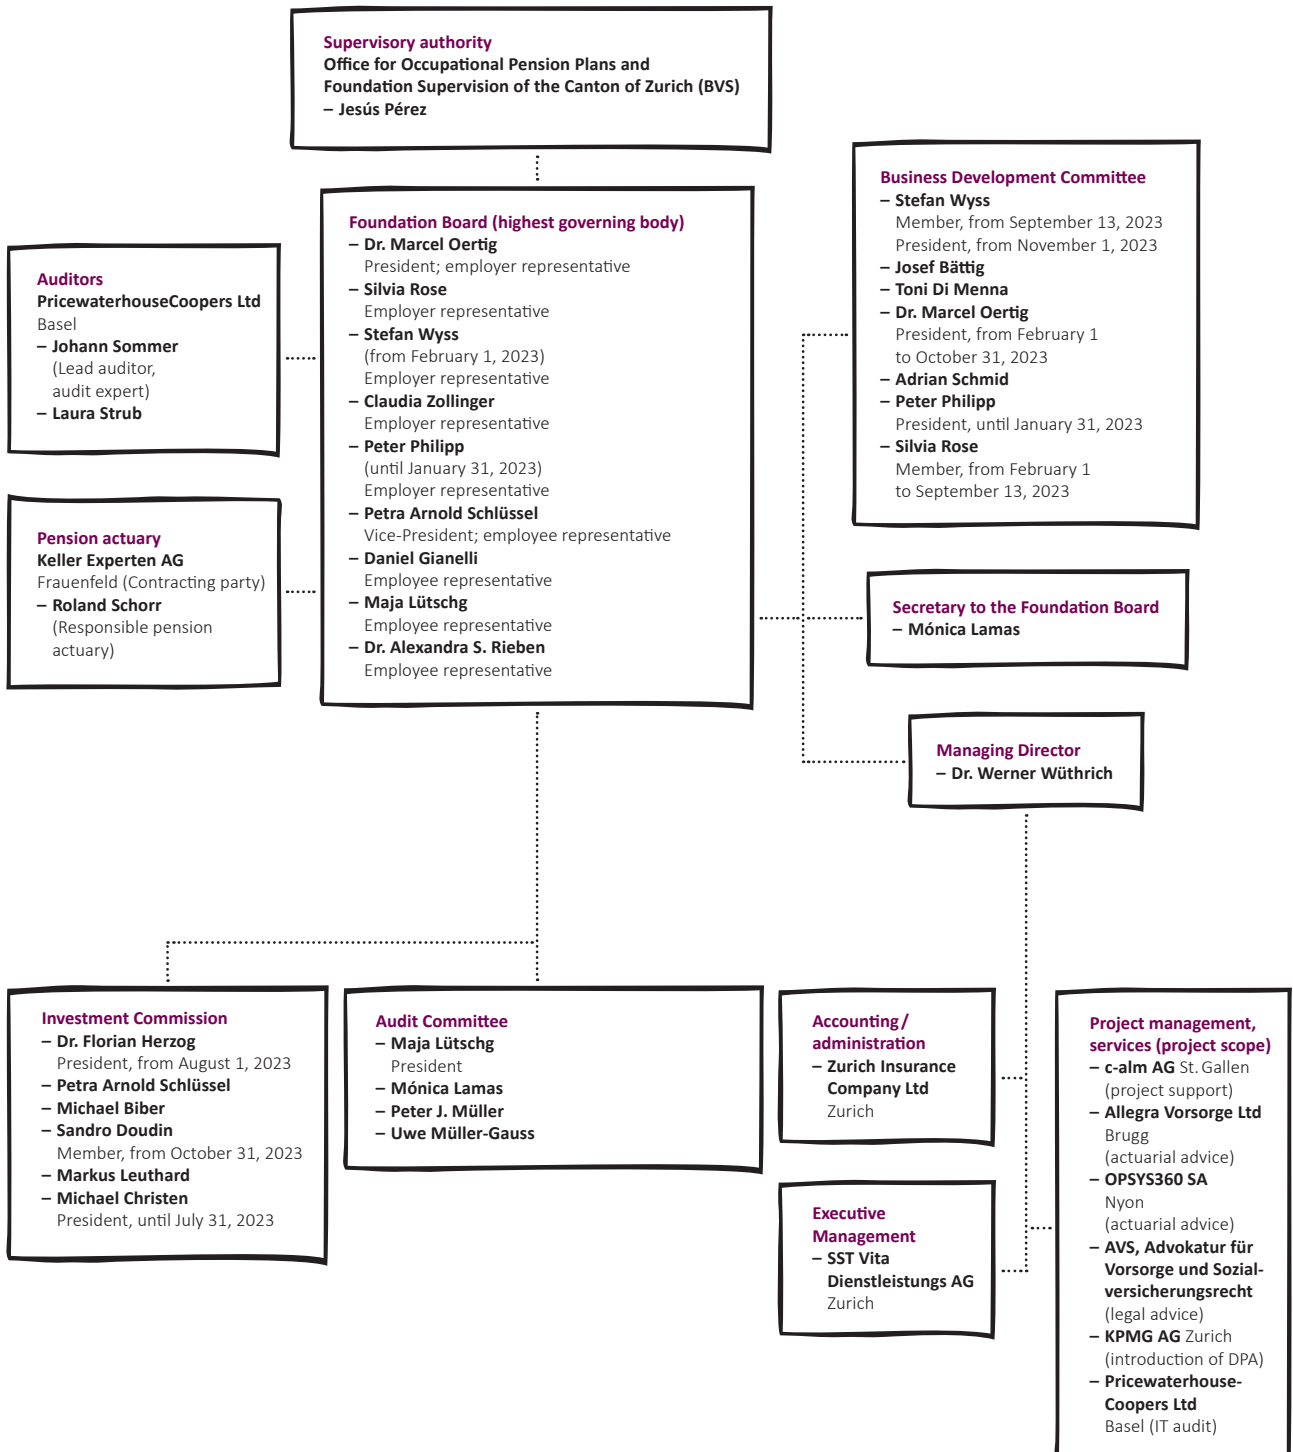 Supervisory authority
Office for Occupational Pension Plans and
Foundation Supervision of the Canton of Zurich (BVS)
– Jesús Pérez
Foundation Board (highest governing body)
– Dr. Marcel Oertig
President; employer representative
– Silvia Rose
Employer representative
– Stefan Wyss
(from February 1, 2023)
Employer representative
– Claudia Zollinger
Employer representative
– Peter Philipp
(until January 31, 2023)
Employer representative
– Petra Arnold Schlüssel
Vice-President; employee representative
– Daniel Gianelli
Employee representative
– Maja Lütschg
Employee representative
– Dr. Alexandra S. Rieben
Employee representative
Auditors
PricewaterhouseCoopers Ltd
Basel
– Johann Sommer
(Lead auditor,
audit expert)
– Laura Strub
Pension actuary
Keller Experten AG
Frauenfeld (Contracting party)
– Roland Schorr
(Responsible pension
actuary)
Business Development Committee
– Stefan Wyss
Member, from September 13, 2023
President, from November 1, 2023
– Josef Bättig
– Toni Di Menna
– Dr. Marcel Oertig
President, from February 1
to October 31, 2023
– Adrian Schmid
– Peter Philipp
President, until January 31, 2023
– Silvia Rose
Member, from February 1
to September 13, 2023
Secretary to the Foundation Board
– Mónica Lamas
Managing Director
– Dr. Werner Wüthrich
Investment Commission
– Dr. Florian Herzog
President, from August 1, 2023
– Petra Arnold Schlüssel
– Michael Biber
– Sandro Doudin
Member, from October 31, 2023
– Markus Leuthard
– Michael Christen
President, until July 31, 2023
Audit Committee
– Maja Lütschg
President
– Mónica Lamas
– Peter J. Müller
– Uwe Müller-Gauss
Accounting/
administration
– Zurich Insurance
Company Ltd
Zurich
Executive
Management
– SST Vita
Dienstleistungs AG
Zurich
Project management,
services (project scope)
– c-alm AG St. Gallen
(project support)
– Allegra Vorsorge Ltd
Brugg
(actuarial advice)
– OPSYS360 SA
Nyon
(actuarial advice)
– AVS, Advokatur für
Vorsorge und Sozial-
versicherungsrecht
(legal advice)
– KPMG AG Zurich
(introduction of DPA)
– Pricewaterhouse-
Coopers Ltd
Basel (IT audit)